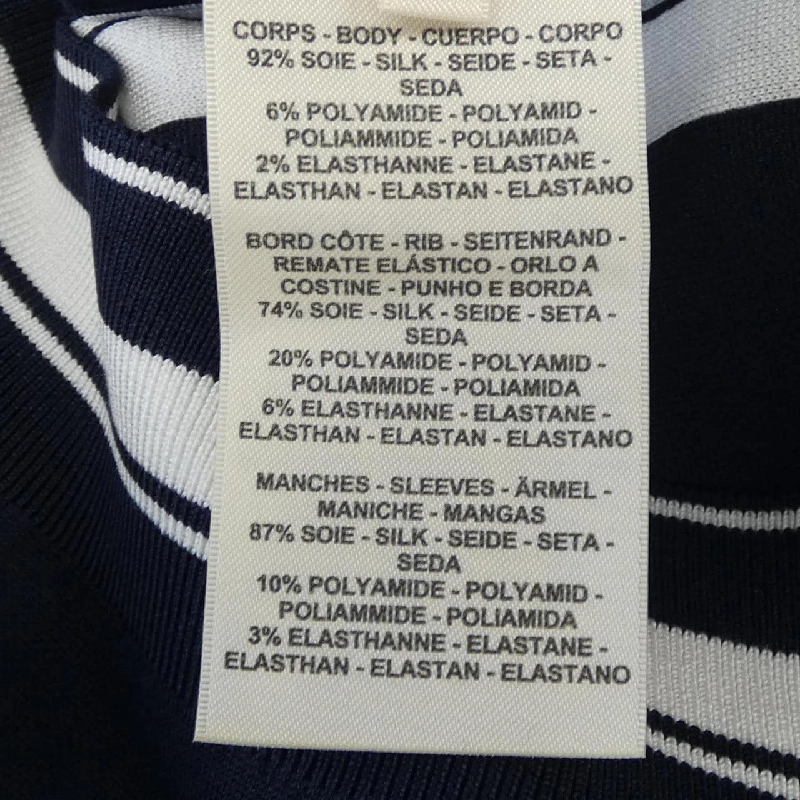 CORPS - BODY - CUERPO - CORPO
92% SOIE - SILK - SEIDE - SETA -
SEDA
6% POLYAMIDE - POLYAMID -
POLIAMMIDE - POLIAMIDA
2% ELASTHANNE - ELASTANE -
ELASTHAN - ELASTAN - ELASTANO
BORD CÔTE - RIB - SEITENRAND -
REMATE ELÁSTICO - ORLO A
COSTINE - PUNHO E BORDA
74% SOIE - SILK - SEIDE - SETA -
SEDA
20% POLYAMIDE - POLYAMID -
POLIAMMIDE - POLIAMIDA
6% ELASTHANNE - ELASTANE -
ELASTHAN - ELASTAN - ELASTANO
MANCHES - SLEEVES - ÄRMEL -
MANICHE - MANGAS
87% SOIE - SILK - SEIDE - SETA -
SEDA
10% POLYAMIDE - POLYAMID -
POLIAMMIDE - POLIAMIDA
3% ELASTHANNE - ELASTANE -
ELASTHAN - ELASTAN - ELASTANO